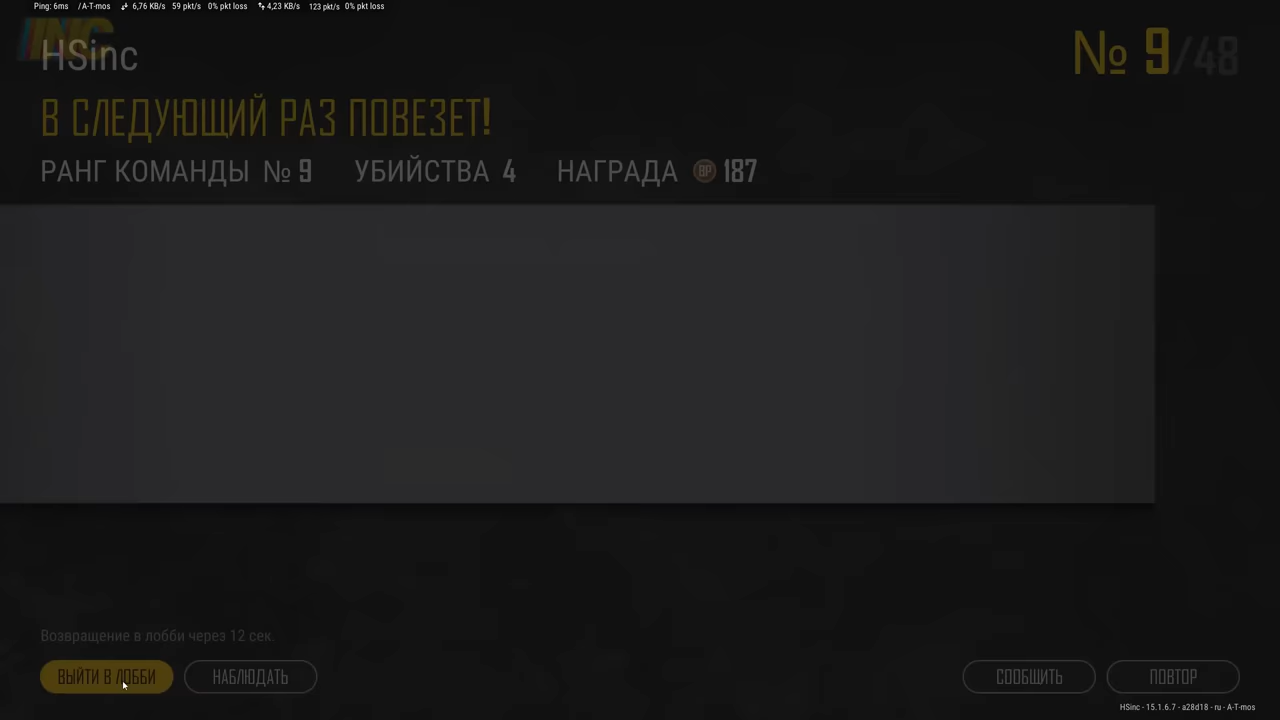 Ping: 6ms /A-T-mos 6,76 KB/s 59 pkt/s 0% pkt loss 4,23 KB/s 123 pkt/s 0% pkt loss
INC
HSinc
№ 9/48
В СЛЕДУЮЩИЙ РАЗ ПОВЕЗЕТ!
РАНГ КОМАНДЫ № 9 УБИЙСТВА 4 НАГРАДА BP 187
Возвращение в лобби через 12 сек.
ВЫЙТИ В ЛОББИ НАБЛЮДАТЬ СООБЩИТЬ ПОВТОР
HSinc - 15.1.6.7 - a28d18 - ru - A-T-mos